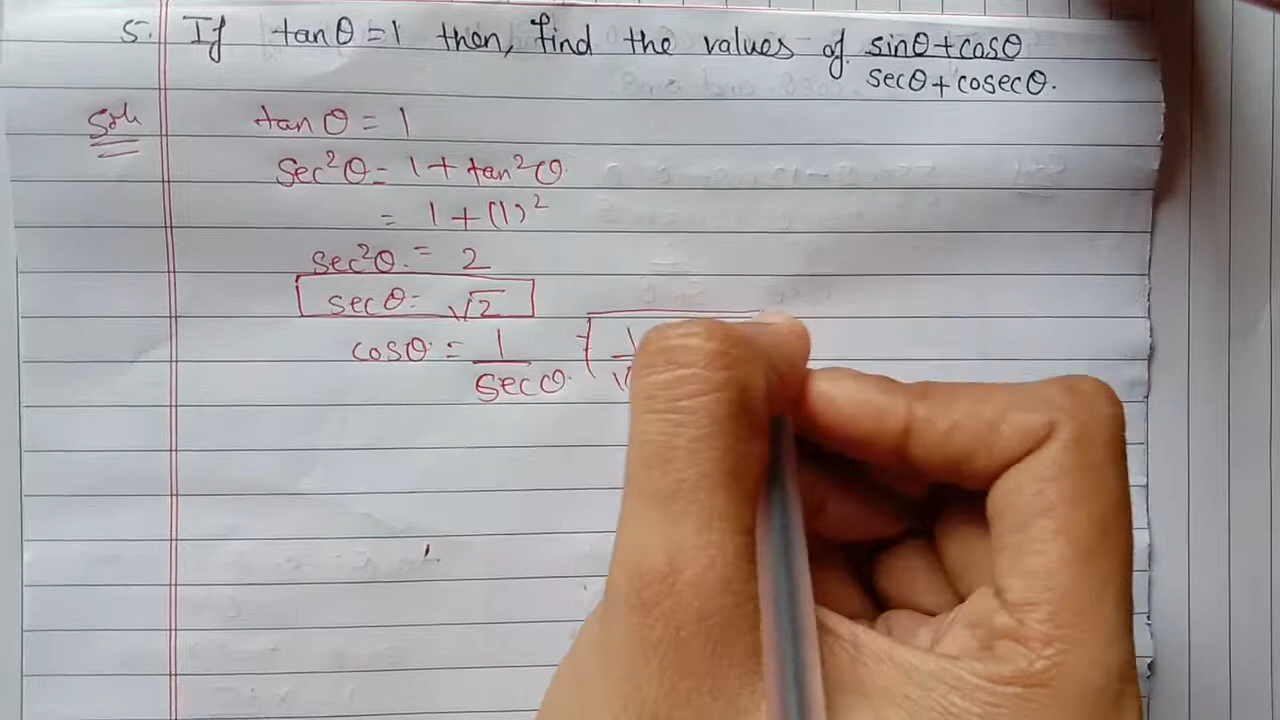 5. If tanθ=1 then, find the values of sinθ+cosθ
secθ+cosecθ.
Soln tanθ = 1
sec²θ = 1+ tan²θ
= 1+(1)²
sec²θ. = 2
secθ= √2
cosθ = 1 = 1
secθ.